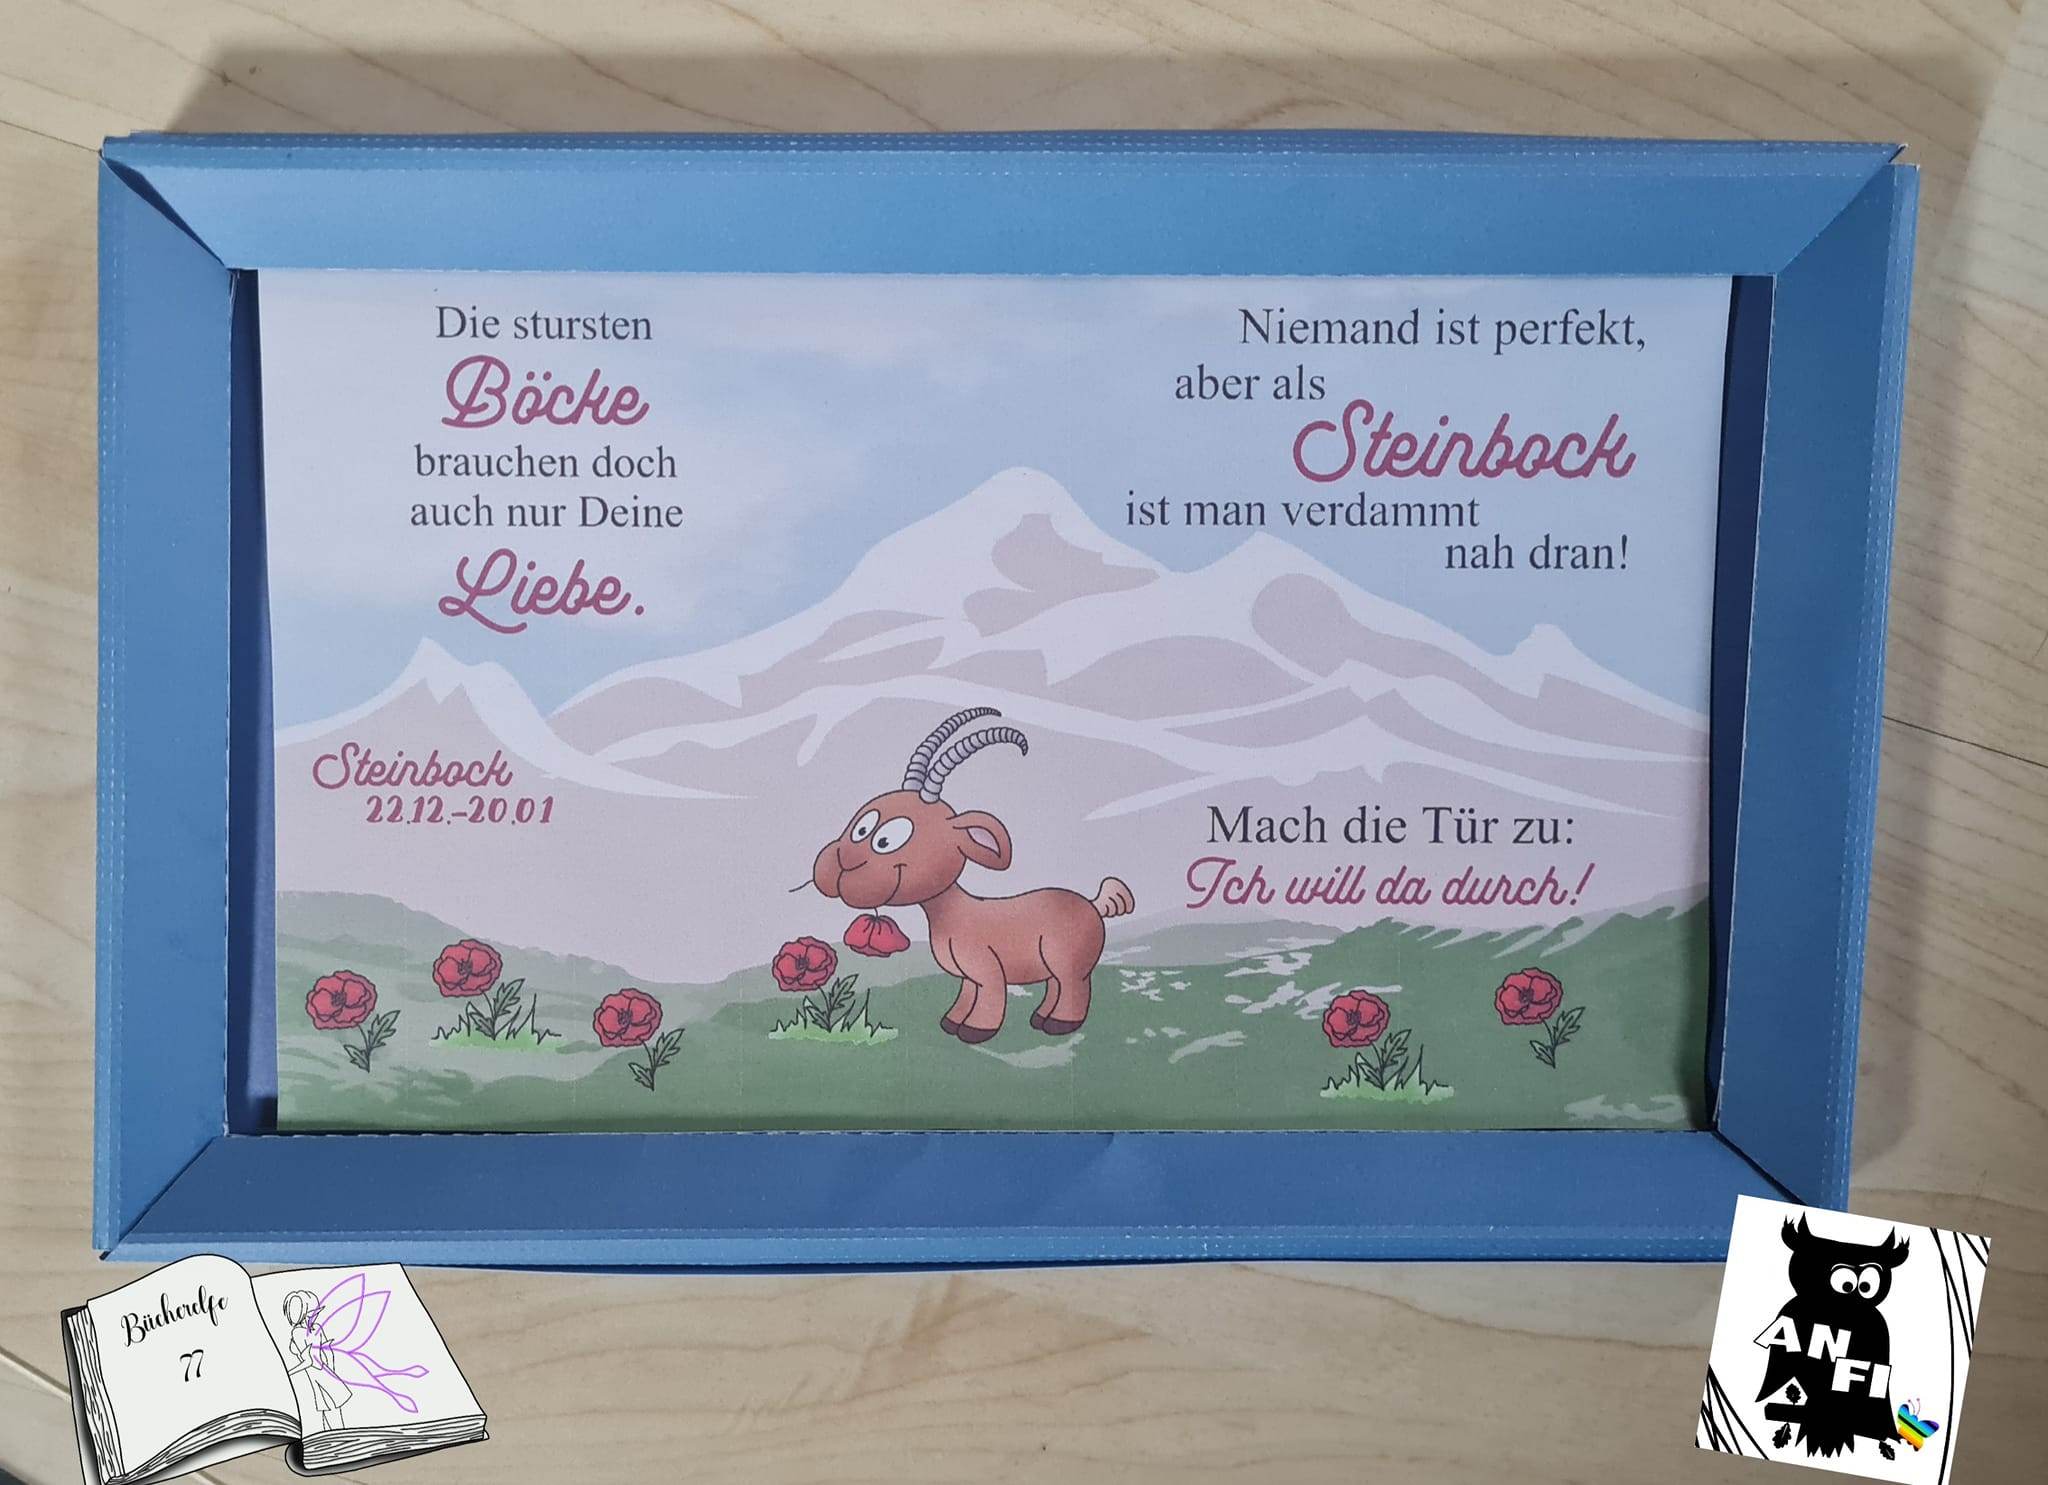 Die stursten
Böcke
brauchen doch
auch nur Deine
Liebe.
Niemand ist perfekt,
aber als
Steinbock
ist man verdammt
nah dran!
Steinbock
22.12.-20.01
Mach die Tür zu:
Ich will da durch!
Bücherelfe
77
AN
FI